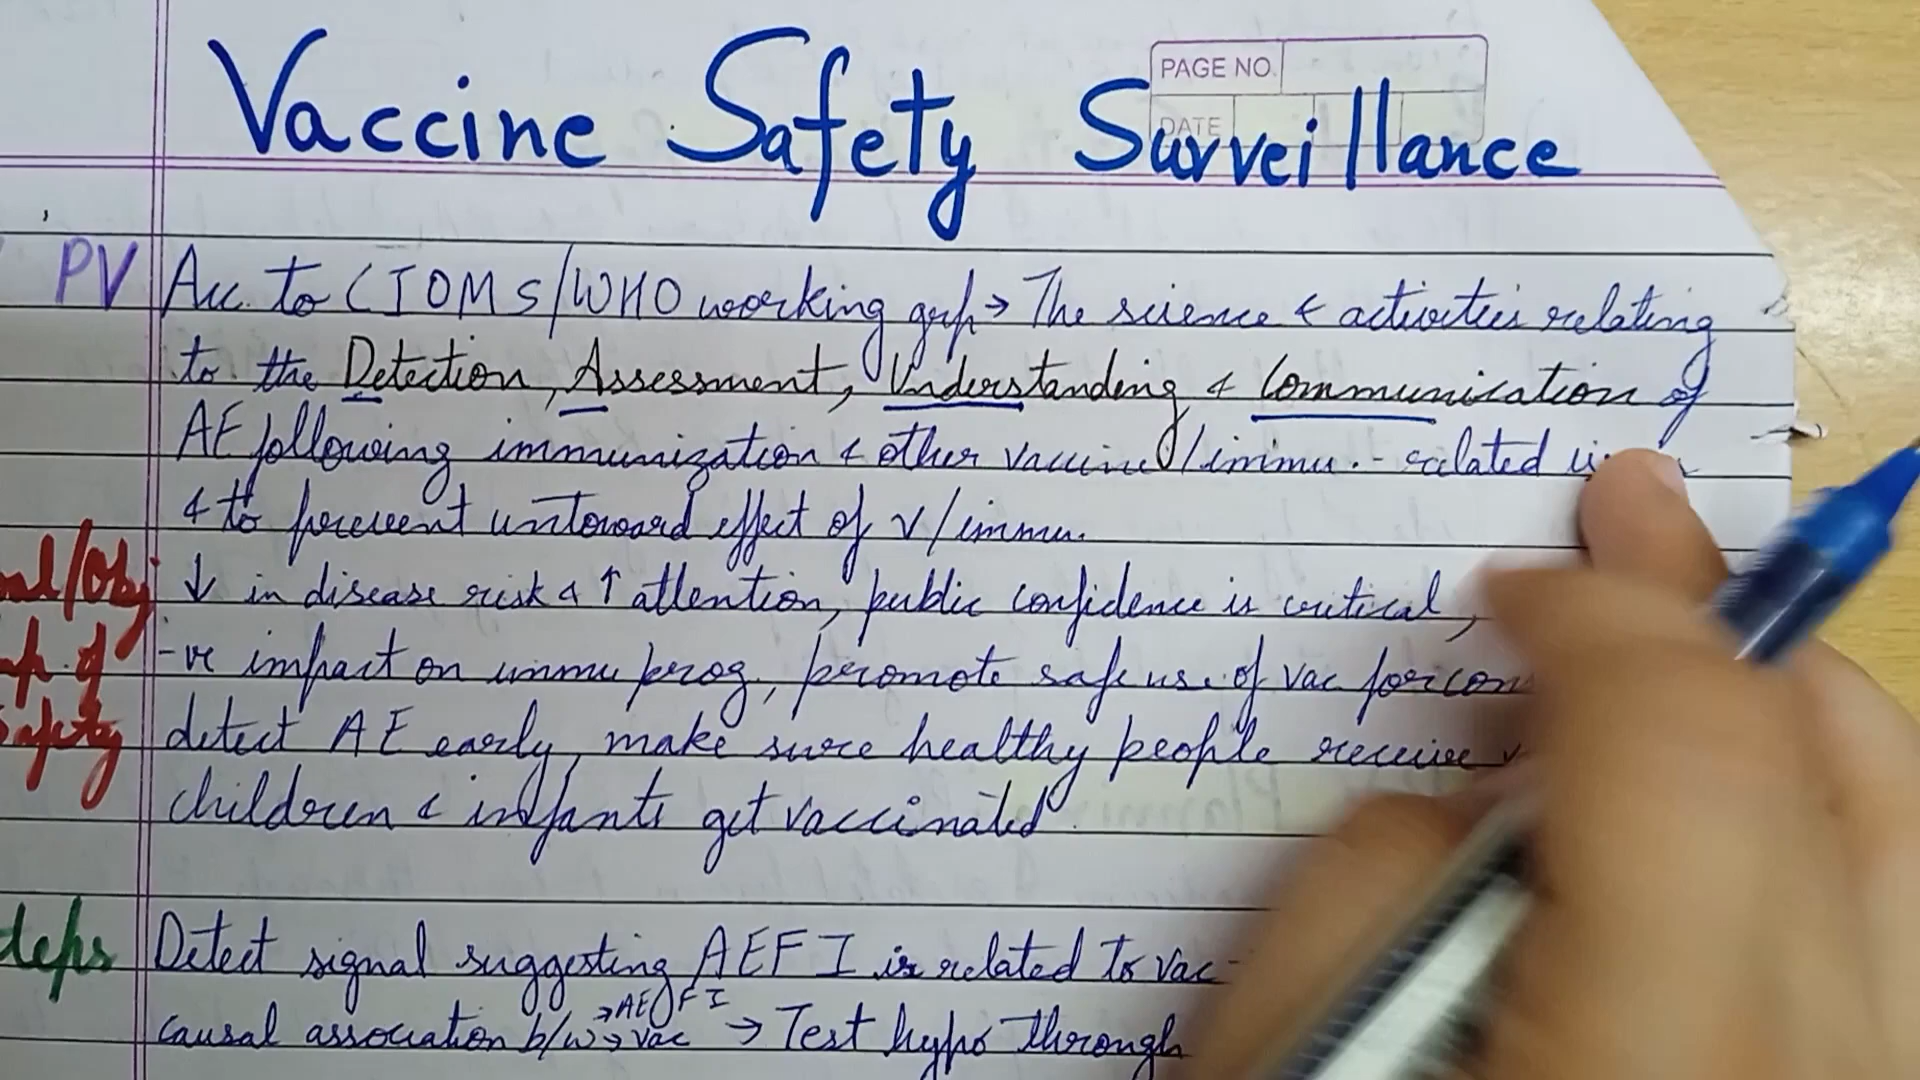 Vaccine Safety Surveillance
PAGE NO.
DATE
PV
Acc. to CIOMS/WHO working grp → The science & activities relating
to the Detection, Assessment, Understanding & Communication of
AE following immunization & other vaccine/immu. - related
& to prevent untoward effect of v/immu.
↓ in disease risk & ↑ attention, public confidence is critical,
-ve impact on immu prog, promote safe use of vac for
detect AE early, make sure healthy people receive
Safety
children & infants get vaccinated.
Steps
Detect signal suggesting AEFI is related to vac-
→ AEFI
causal association b/w → vac → Test hypo through